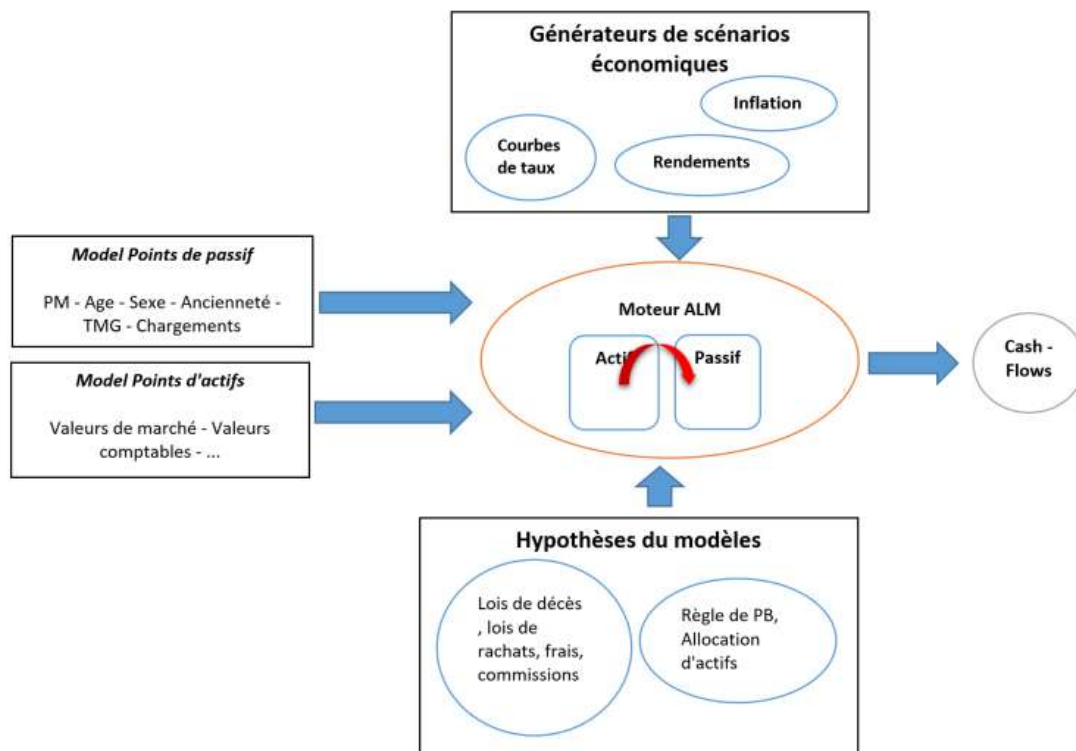 Générateurs de scénarios
économiques
Inflation
Courbes
de taux
Rendements
Model Points de passif
PM - Age - Sexe - Ancienneté -
TMG - Chargements
Model Points d'actifs
Valeurs de marché - Valeurs
comptables - ...
Moteur ALM
Actif
Passif
Cash -
Flows
Hypothèses du modèles
Lois de décès
, lois de
rachats, frais,
commissions
Règle de PB,
Allocation
d'actifs